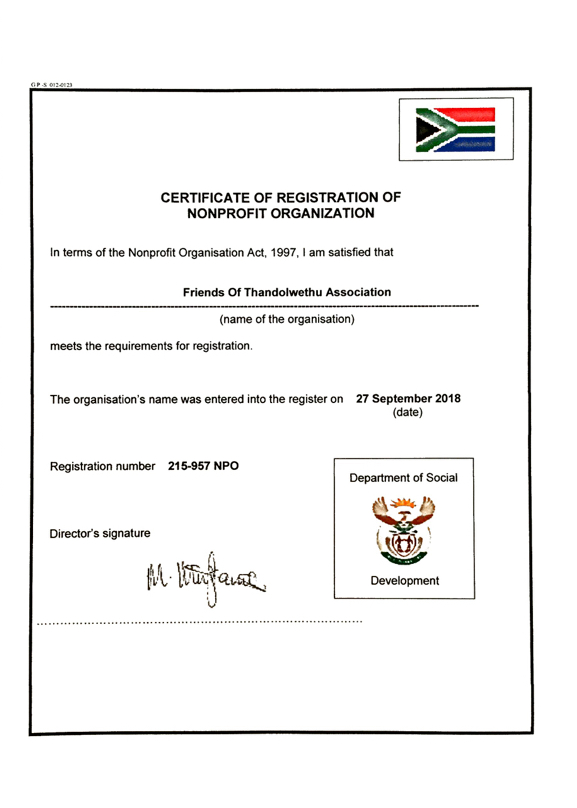 G P -S 012-0123
CERTIFICATE OF REGISTRATION OF
NONPROFIT ORGANIZATION
In terms of the Nonprofit Organisation Act, 1997, I am satisfied that
Friends Of Thandolwethu Association
(name of the organisation)
meets the requirements for registration.
The organisation's name was entered into the register on 27 September 2018
(date)
Registration number 215-957 NPO
Department of Social
Development
Director's signature